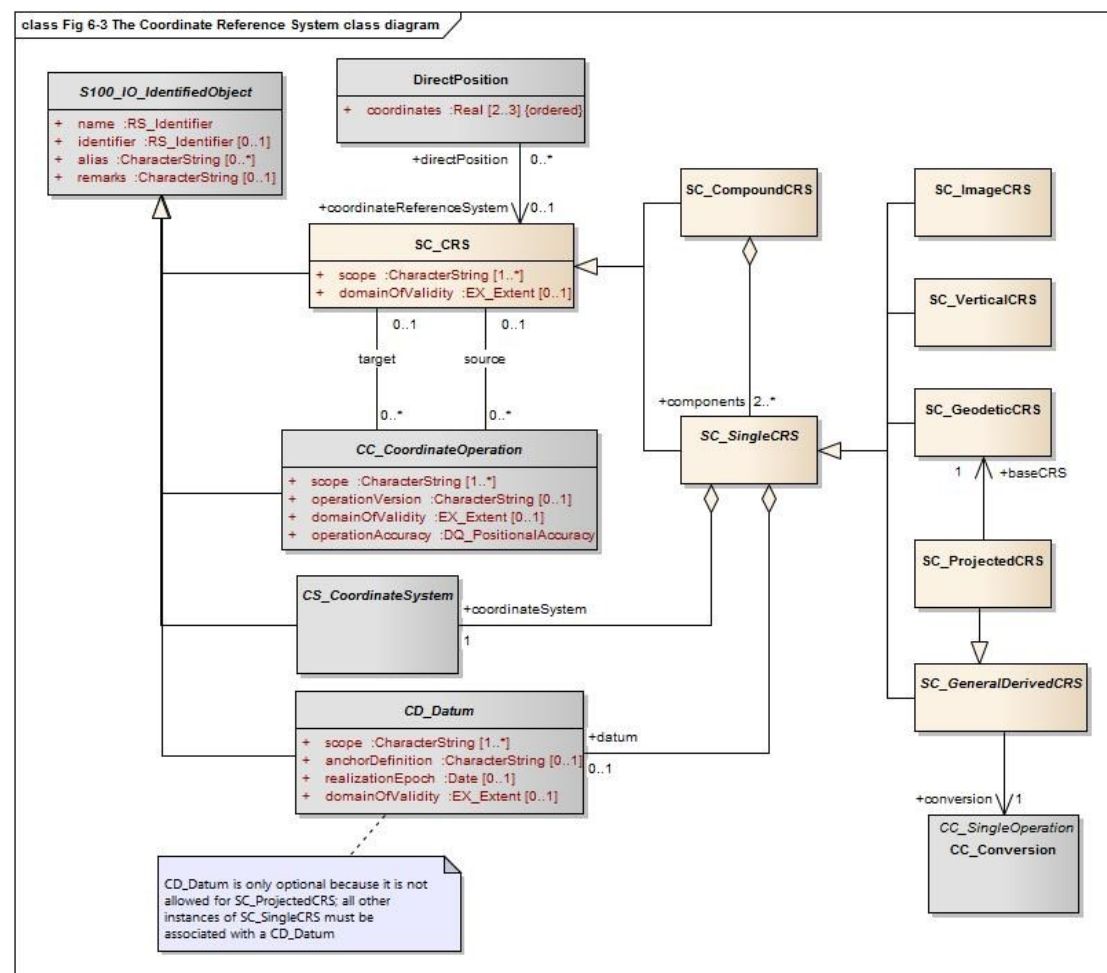 class Fig 6-3 The Coordinate Reference System class diagram
S100_IO_IdentifiedObject
+ name :RS_Identifier
+ identifier :RS_Identifier [0..1]
+ alias :CharacterString [0..*]
+ remarks :CharacterString [0..1]
DirectPosition
+ coordinates :Real [2..3] {ordered}
+directPosition 0..*
+coordinateReferenceSystem 0..1
SC_CRS
+ scope :CharacterString [1..*]
+ domainOfValidity :EX_Extent [0..1]
0..1 0..1
target source
0..* 0..*
CC_CoordinateOperation
+ scope :CharacterString [1..*]
+ operationVersion :CharacterString [0..1]
+ domainOfValidity :EX_Extent [0..1]
+ operationAccuracy :DQ_PositionalAccuracy
CS_CoordinateSystem
+coordinateSystem
1
CD_Datum
+ scope :CharacterString [1..*]
+ anchorDefinition :CharacterString [0..1]
+ realizationEpoch :Date [0..1]
+ domainOfValidity :EX_Extent [0..1]
+datum
0..1
CD_Datum is only optional because it is not
allowed for SC_ProjectedCRS; all other
instances of SC_SingleCRS must be
associated with a CD_Datum
SC_CompoundCRS
+components 2..*
SC_SingleCRS
SC_ImageCRS
SC_VerticalCRS
SC_GeodeticCRS
1 +baseCRS
SC_ProjectedCRS
SC_GeneralDerivedCRS
+conversion 1
CC_SingleOperation
CC_Conversion